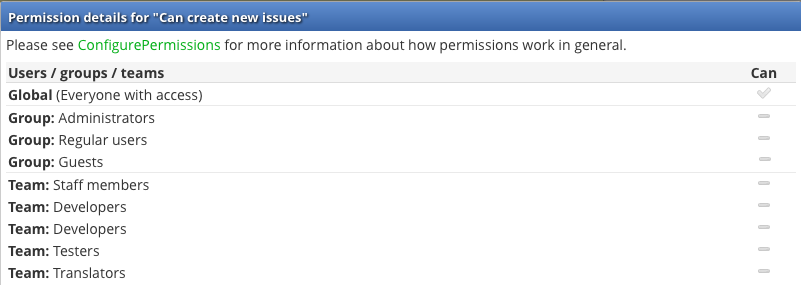 Permission details for "Can create new issues"
Please see ConfigurePermissions for more information about how permissions work in general.
Users / groups / teams Can
Global (Everyone with access)
Group: Administrators
Group: Regular users
Group: Guests
Team: Staff members
Team: Developers
Team: Developers
Team: Testers
Team: Translators